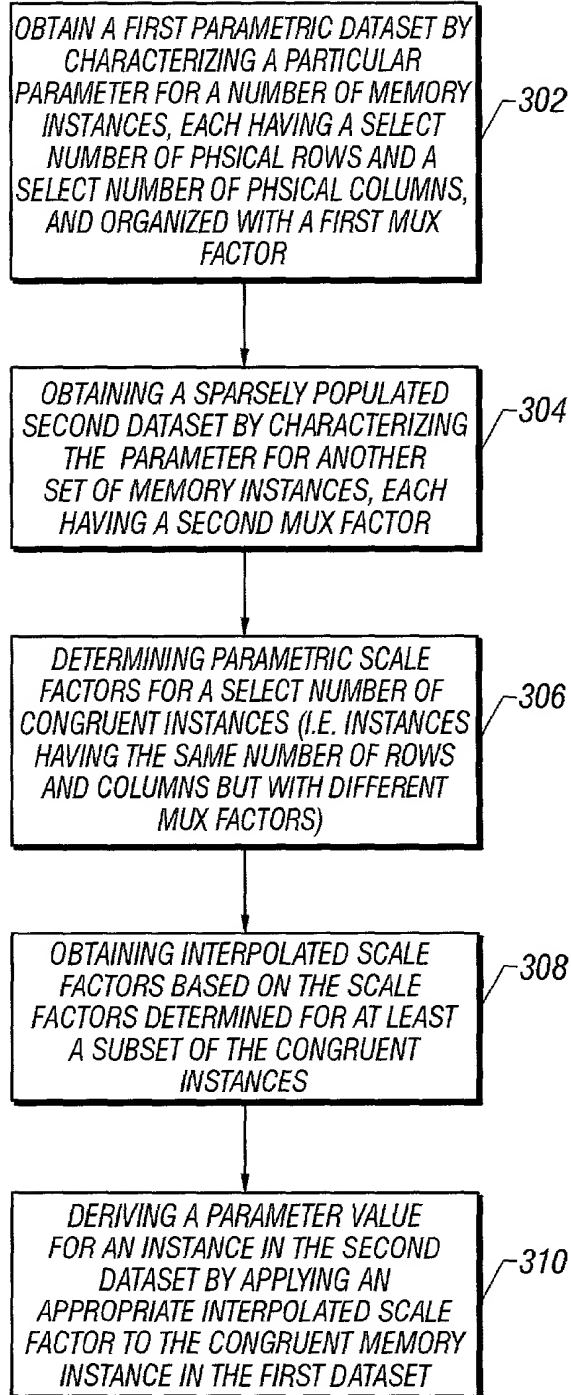 OBTAIN A FIRST PARAMETRIC DATASET BY
CHARACTERIZING A PARTICULAR
PARAMETER FOR A NUMBER OF MEMORY
INSTANCES, EACH HAVING A SELECT
NUMBER OF PHSICAL ROWS AND A
SELECT NUMBER OF PHSICAL COLUMNS,
AND ORGANIZED WITH A FIRST MUX
FACTOR
302
OBTAINING A SPARSELY POPULATED
SECOND DATASET BY CHARACTERIZING
THE PARAMETER FOR ANOTHER
SET OF MEMORY INSTANCES, EACH
HAVING A SECOND MUX FACTOR
304
DETERMINING PARAMETRIC SCALE
FACTORS FOR A SELECT NUMBER OF
CONGRUENT INSTANCES (I.E. INSTANCES
HAVING THE SAME NUMBER OF ROWS
AND COLUMNS BUT WITH DIFFERENT
MUX FACTORS)
306
OBTAINING INTERPOLATED SCALE
FACTORS BASED ON THE SCALE
FACTORS DETERMINED FOR AT LEAST
A SUBSET OF THE CONGRUENT
INSTANCES
308
DERIVING A PARAMETER VALUE
FOR AN INSTANCE IN THE SECOND
DATASET BY APPLYING AN
APPROPRIATE INTERPOLATED SCALE
FACTOR TO THE CONGRUENT MEMORY
INSTANCE IN THE FIRST DATASET
310